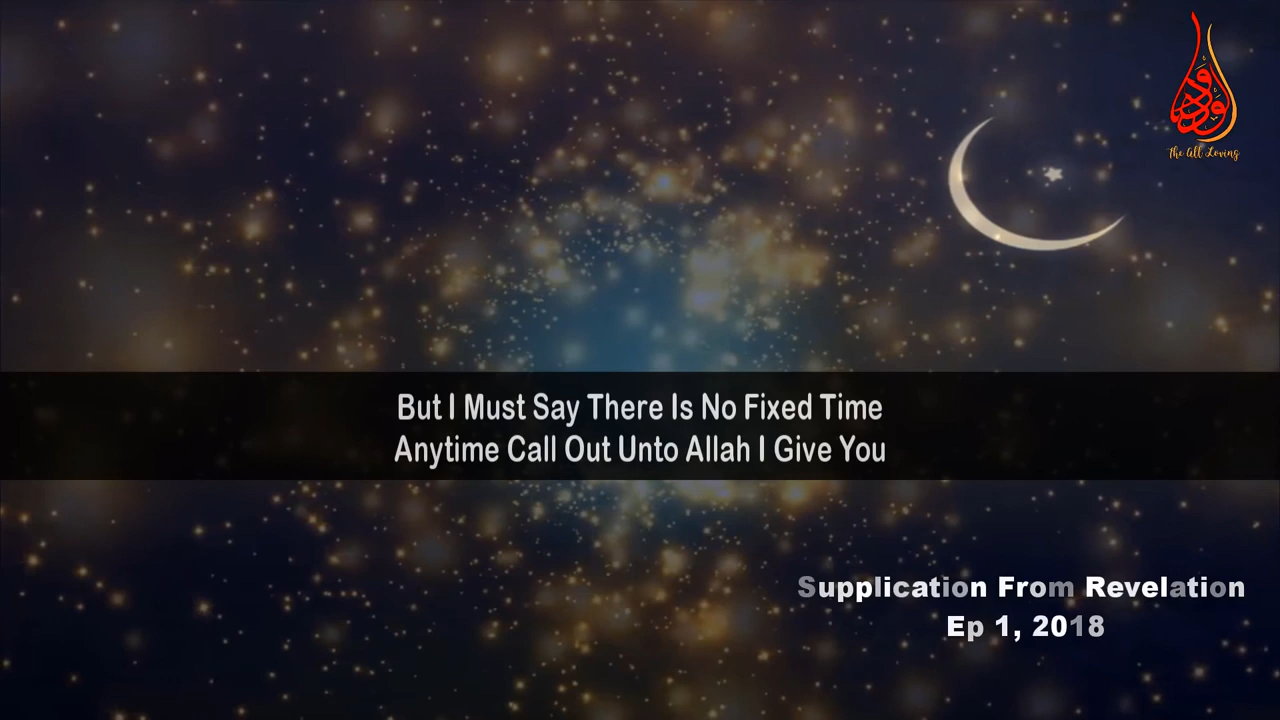 الودود
The All Loving
But I Must Say There Is No Fixed Time
Anytime Call Out Unto Allah I Give You
Supplication From Revelation
Ep 1, 2018